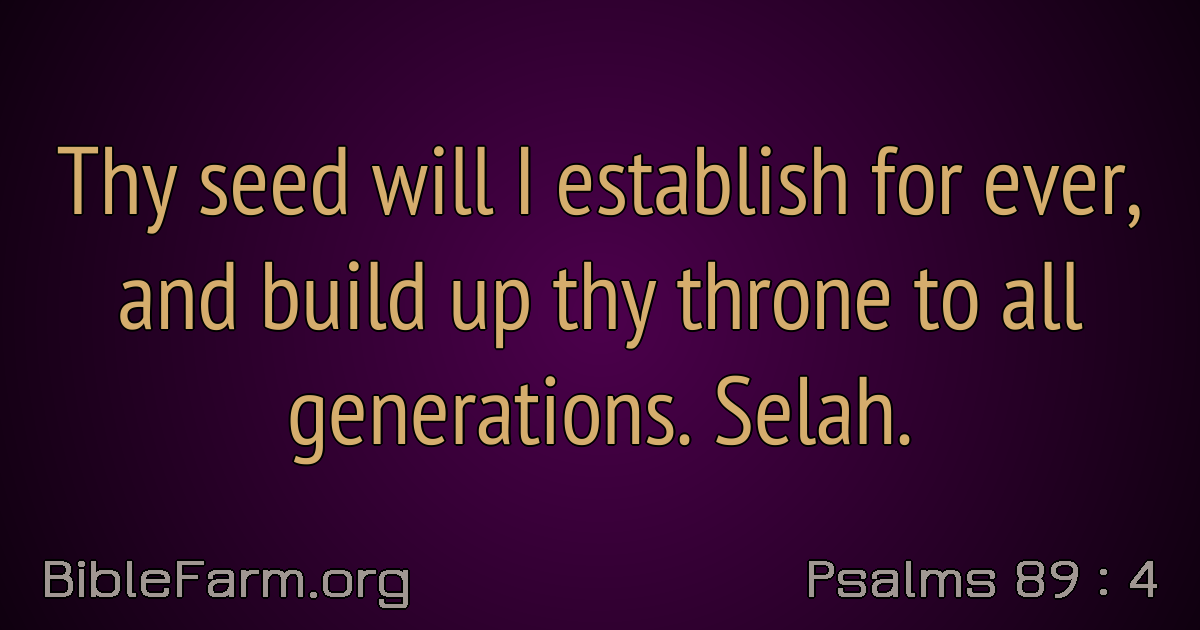 Thy seed will I establish for ever,
and build up thy throne to all
generations. Selah.
BibleFarm.org
Psalms 89 : 4